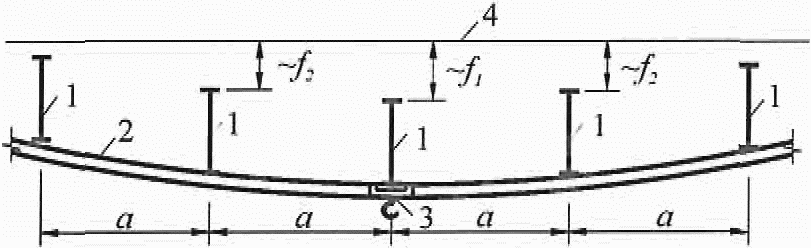 4
~f₂ ~f₁ ~f₂
1 1 1 1 1
2
3
a a a a